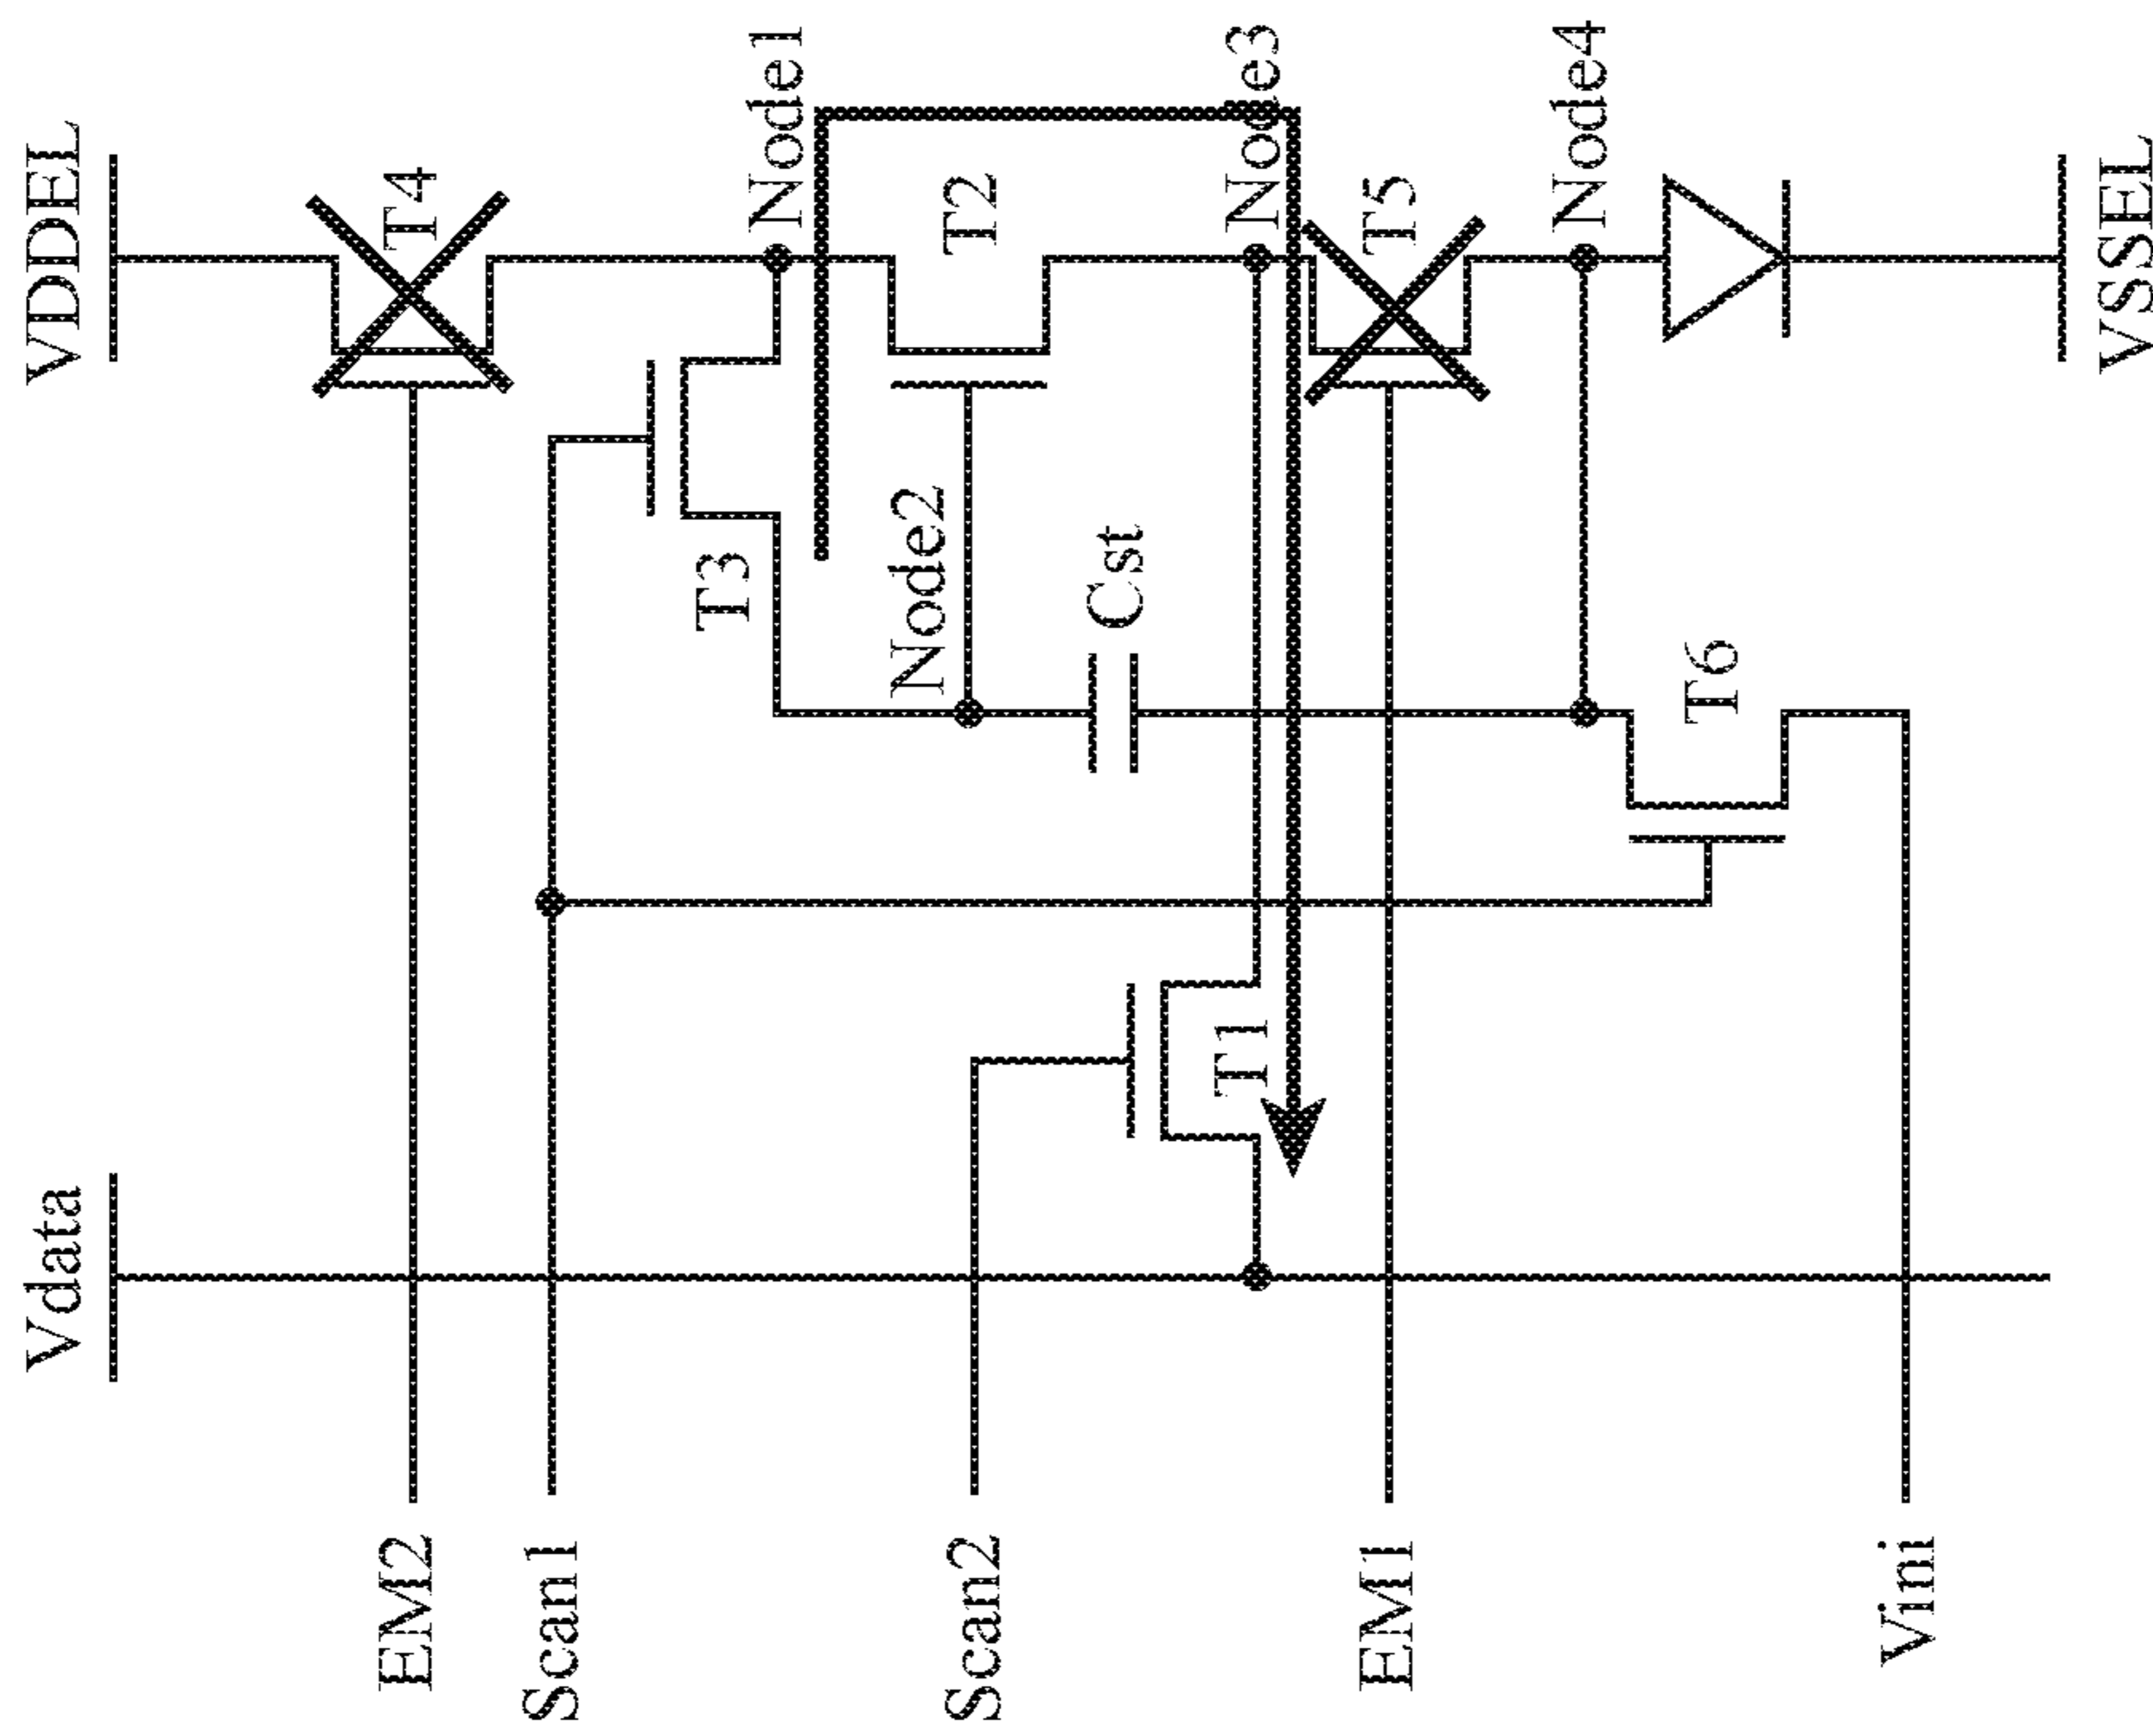 Vdata
VDDEL
EM2
T4
Scan1
T3
Node1
Node2
T2
Scan2
Cst
T1
Node3
EM1
T5
Node4
T6
Vini
VSSEL